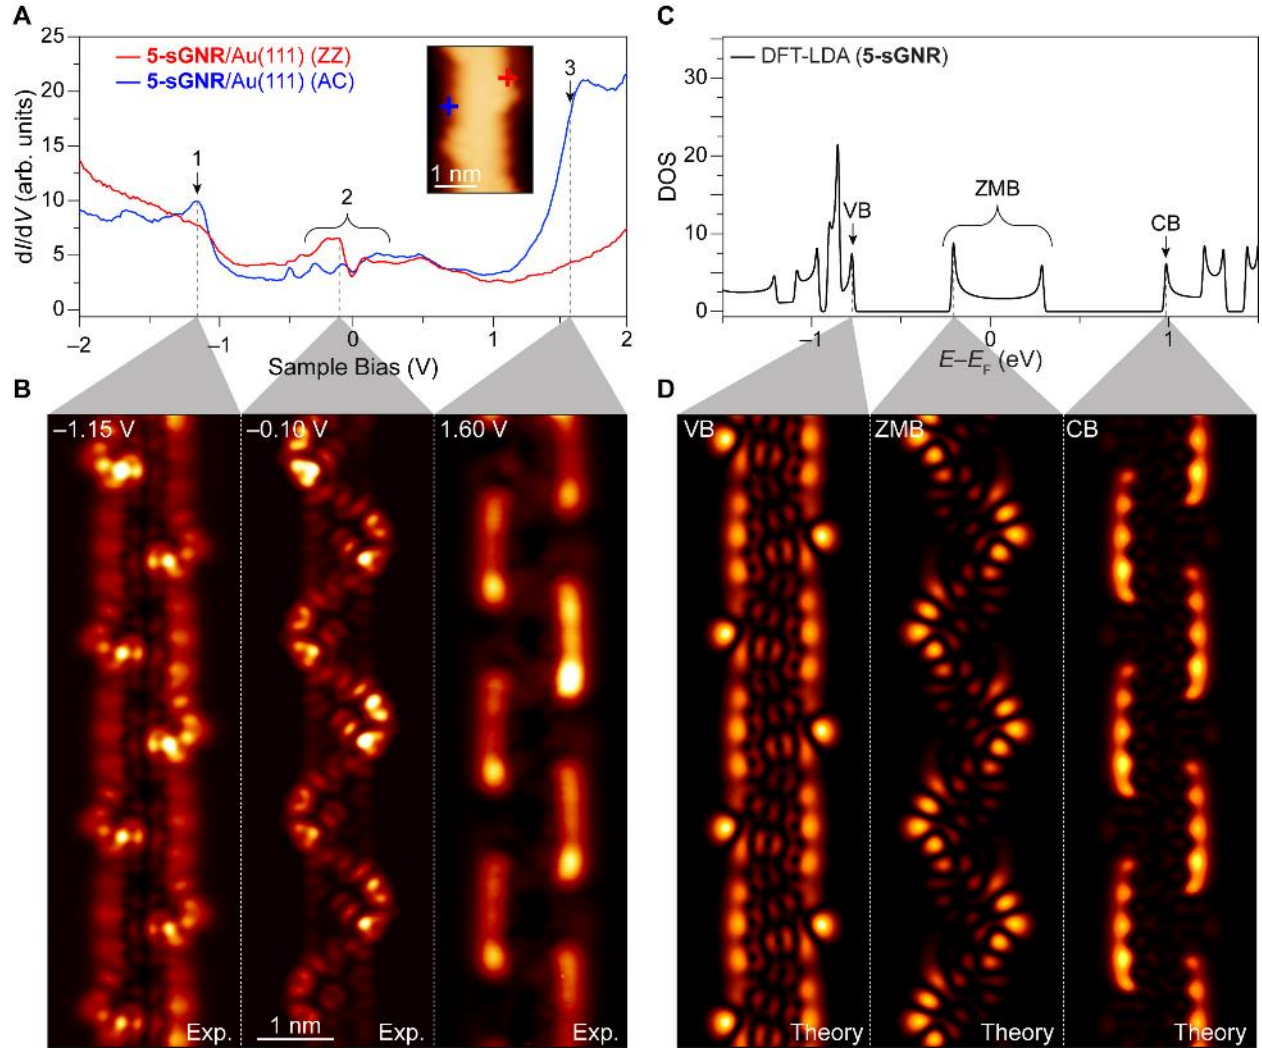 A
25
20
15
10
5
0
dI/dV (arb. units)
5-sGNR/Au(111) (ZZ)
5-sGNR/Au(111) (AC)
1
2
3
1 nm
−2
−1
0
1
2
Sample Bias (V)
C
30
20
10
0
DOS
DFT-LDA (5-sGNR)
VB
ZMB
CB
−1
0
1
E–EF (eV)
B
–1.15 V
–0.10 V
1.60 V
Exp.
1 nm
Exp.
Exp.
D
VB
ZMB
CB
Theory
Theory
Theory